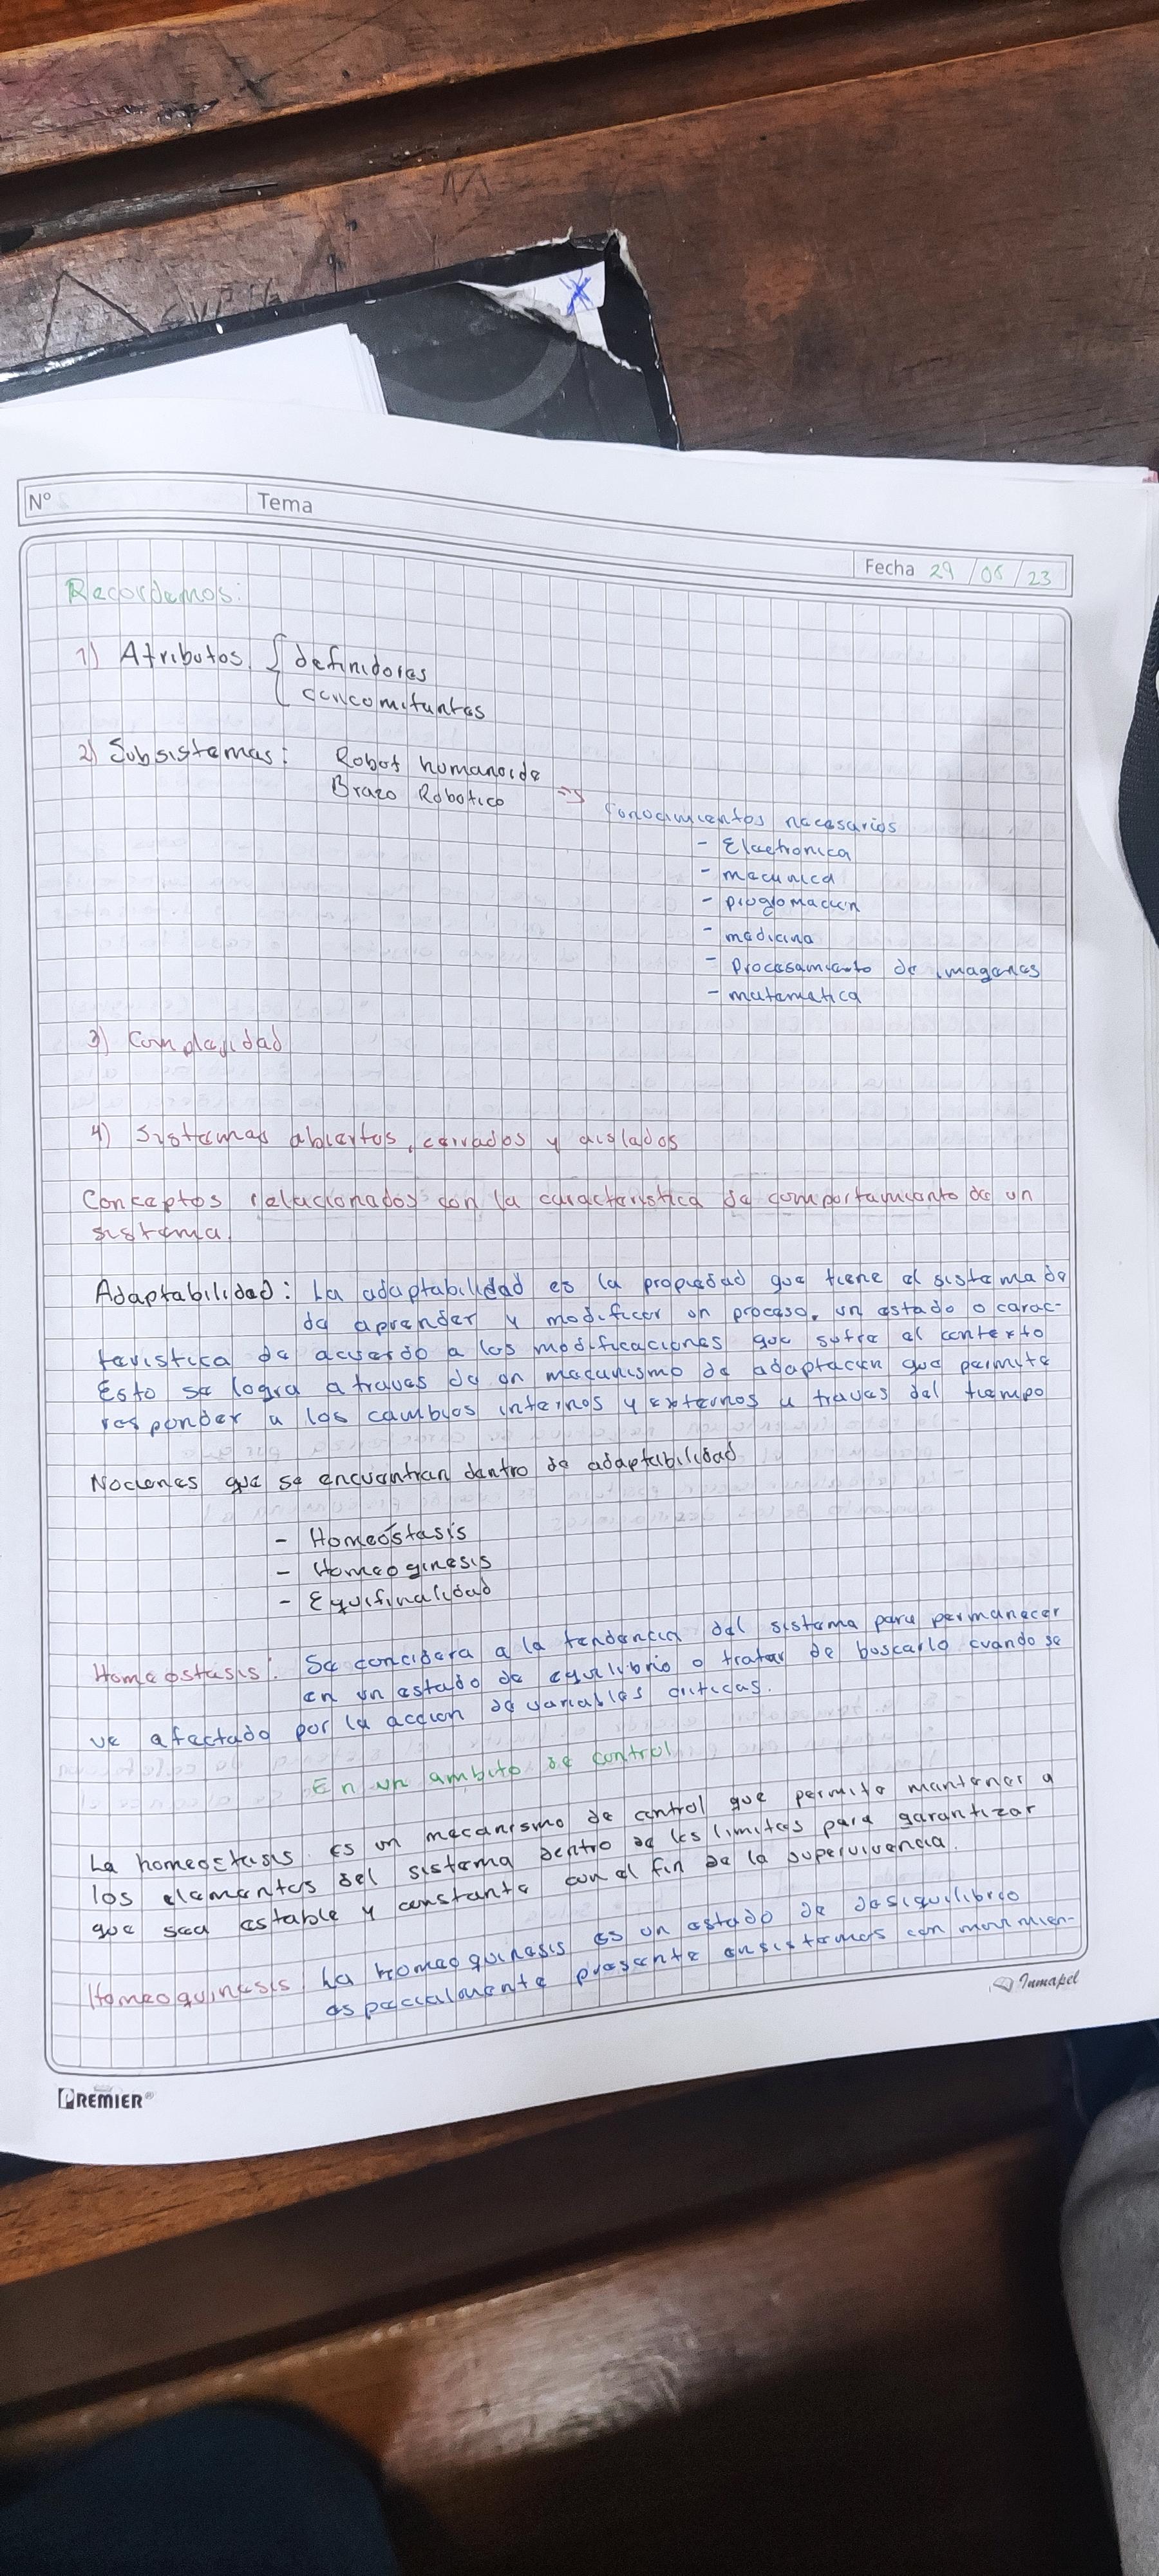 Nº
Tema
Fecha 29/05/23
Recordemos:
1) Atributos { definidores
concomitantes
2) Subsistemas: Robot humanoide
Brazo Robotico => Conocimientos necesarios
- Electronica
- mecanica
- programacion
- medicina
- Procesamiento de imagenes
- matematica
3) Complejidad
4) Sistemas abiertos, cerrados y aislados
Conceptos relacionados con la caracteristica de comportamiento de un
sistema.
Adaptabilidad: La adaptabilidad es la propiedad que tiene el sistema de
de aprender y modificar un proceso, un estado o carac-
teristica de acuerdo a las modificaciones que sufre el contexto
Esto se logra a traves de un mecanismo de adaptacion que permite
responder a los cambios internos y externos a traves del tiempo
Nociones que se encuentran dentro de adaptabilidad
- Homeostasis
- Homeoginesis
- Equifinalidad
Homeostasis: Se concidera a la tendencia del sistema para permanecer
en un estado de equilibrio o tratar de buscarlo cuando se
ve afectado por la accion de variables criticas.
En un ambito de control
La homeostasis es un mecanismo de control que permite mantener a
los elementos del sistema dentro de los limites para garantizar
que sea estable y constante con el fin de la supervivencia.
Homeoquinesis: La homeoquinesis es un estado de desiquilibrio
especialmente presente en sistemas con movimien-
Inmapel
PREMIER®